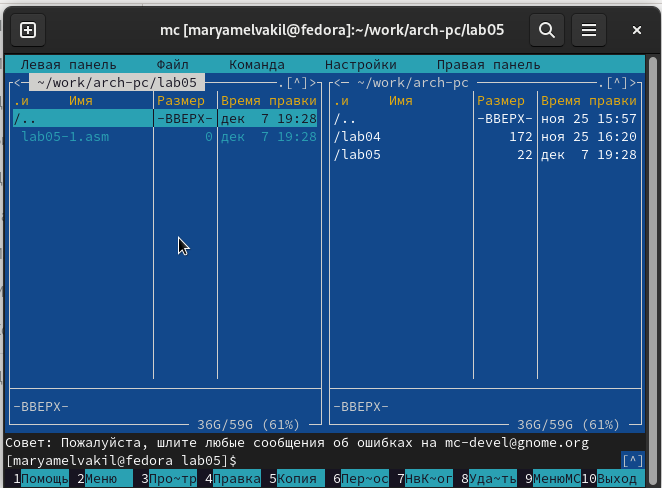 mc [maryamelvakil@fedora]:~/work/arch-pc/lab05
Левая панель Файл Команда Настройки Правая панель
<─ ~/work/arch-pc/lab05 .[^]> <─ ~/work/arch-pc .[^]>
.и Имя Размер Время правки .и Имя Размер Время правки
/.. -ВВЕРХ- дек 7 19:28 /.. -ВВЕРХ- ноя 25 15:57
lab05-1.asm 0 дек 7 19:28 /lab04 172 ноя 25 16:20
/lab05 22 дек 7 19:28
-ВВЕРХ- -ВВЕРХ-
36G/59G (61%) 36G/59G (61%)
Совет: Пожалуйста, шлите любые сообщения об ошибках на mc-devel@gnome.org
[maryamelvakil@fedora lab05]$ [^]
1Помощь 2Меню 3Про~тр 4Правка 5Копия 6Пер~ос 7НвК~ог 8Уда~ть 9МенюMC 10Выход